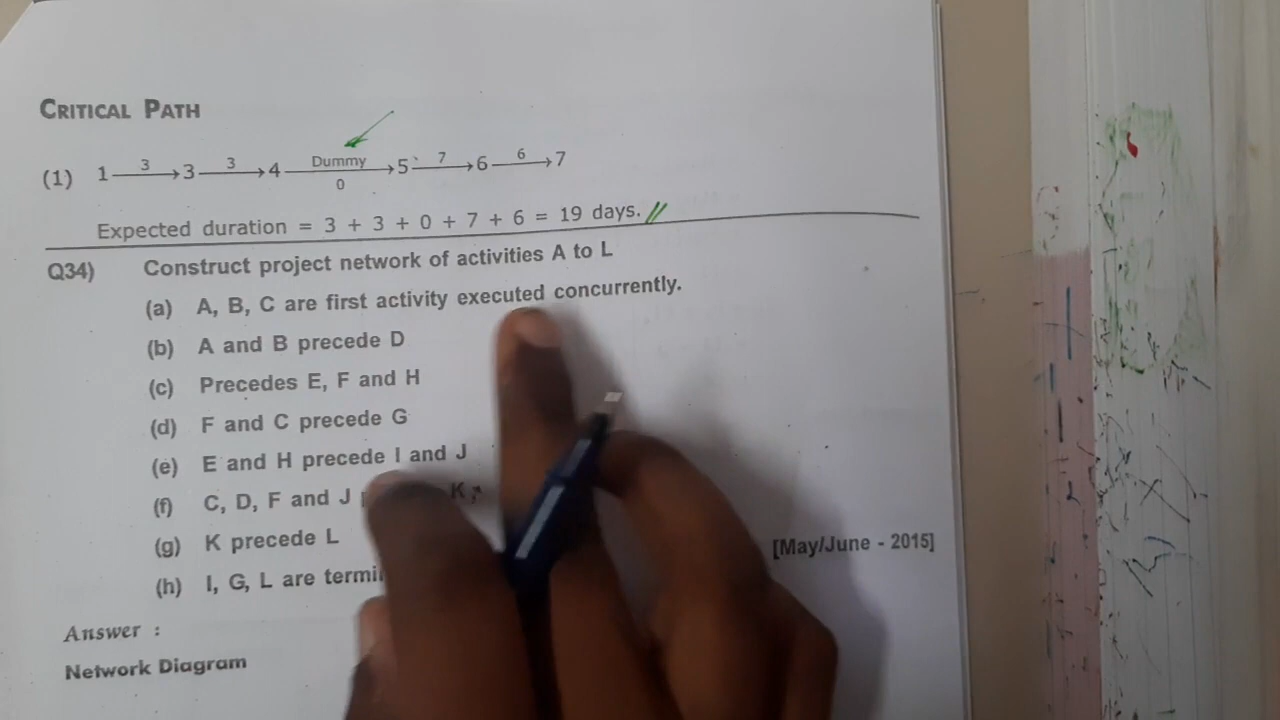 CRITICAL PATH
(1) 1 3 3 3 4 Dummy 0 5 7 6 6 7
Expected duration = 3 + 3 + 0 + 7 + 6 = 19 days.
Q34) Construct project network of activities A to L
(a) A, B, C are first activity executed concurrently.
(b) A and B precede D
(c) Precedes E, F and H
(d) F and C precede G
(e) E and H precede I and J
(f) C, D, F and J K
(g) K precede L
[May/June - 2015]
(h) I, G, L are
Answer :
Network Diagram